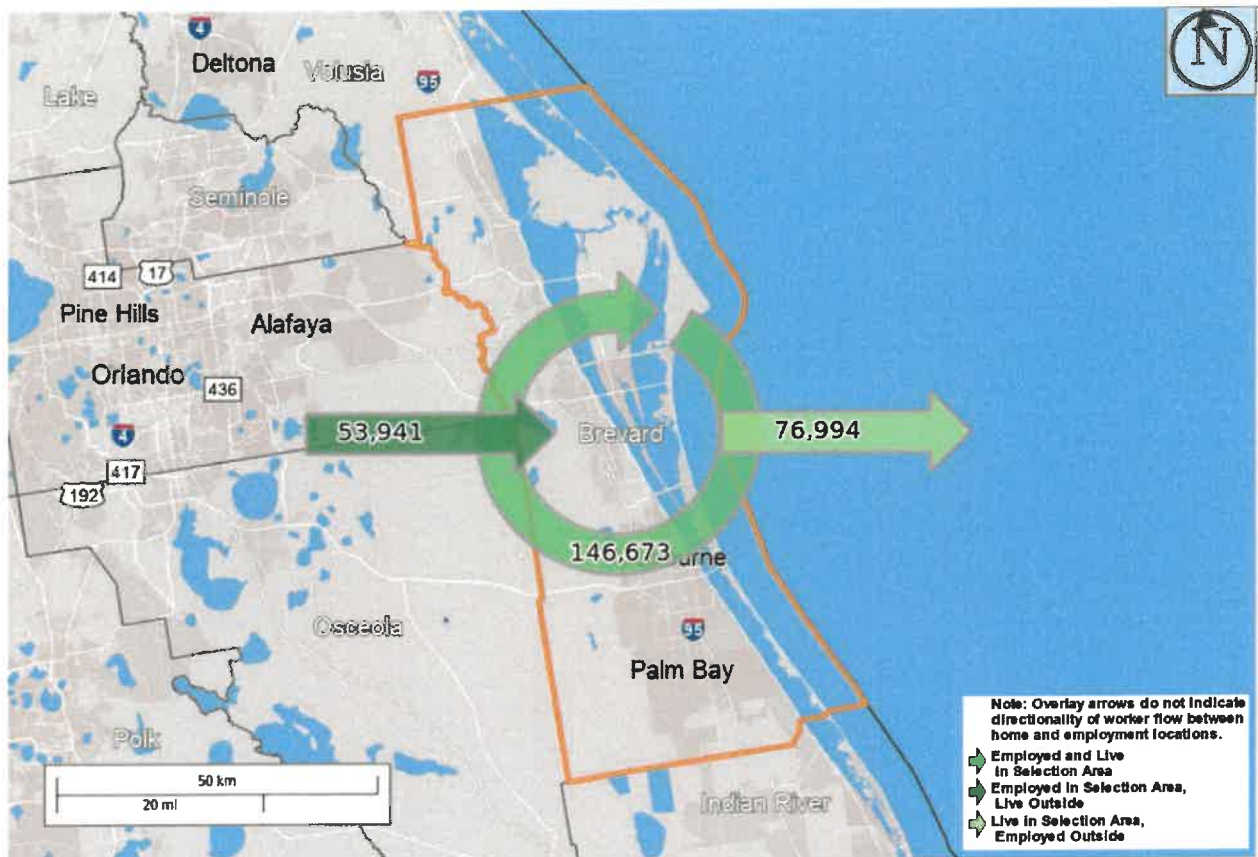 4
Deltona
Volusia
95
N
Lake
Seminole
414
17
Pine Hills
Alafaya
Orlando
436
4
53,941
Brevard
76,994
417
192
146,673
urne
Osceola
95
Palm Bay
Polk
50 km
20 mi
Indian River
Note: Overlay arrows do not indicate
directionality of worker flow between
home and employment locations.
Employed and Live
in Selection Area
Employed in Selection Area,
Live Outside
Live in Selection Area,
Employed Outside